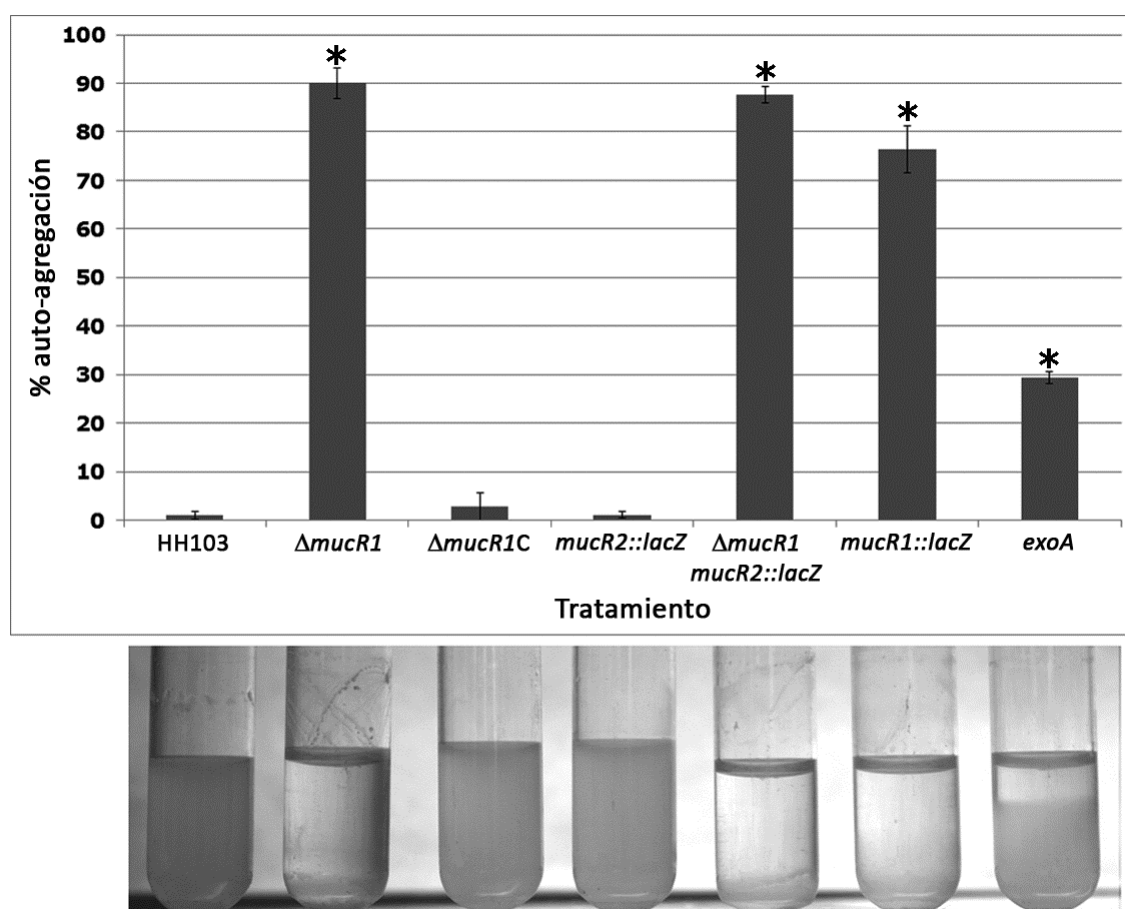 % auto-agregación
100
90
80
70
60
50
40
30
20
10
0
*
*
*
*
HH103
ΔmucR1
ΔmucR1C
mucR2::lacZ
ΔmucR1
mucR2::lacZ
mucR1::lacZ
exoA
Tratamiento